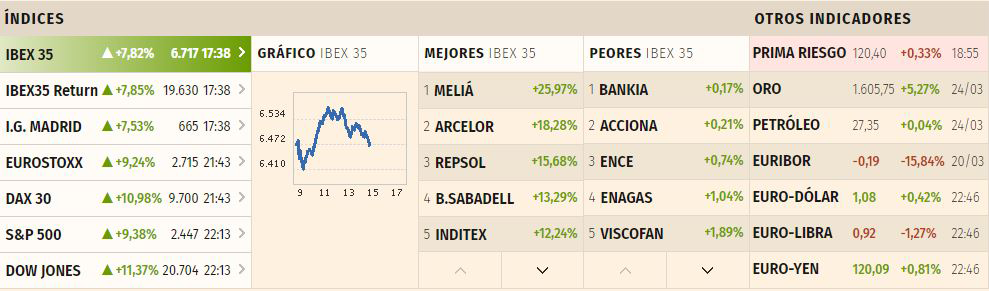 ÍNDICES
IBEX 35 ▲+7,82% 6.717 17:38
IBEX35 Return ▲+7,85% 19.630 17:38
I.G. MADRID ▲+7,53% 665 17:38
EUROSTOXX ▲+9,24% 2.715 21:43
DAX 30 ▲+10,98% 9.700 21:43
S&P 500 ▲+9,38% 2.447 22:13
DOW JONES ▲+11,37% 20.704 22:13
GRÁFICO IBEX 35
6.534
6.472
6.410
9 11 13 15 17
MEJORES IBEX 35
1 MELIÁ +25,97%
2 ARCELOR +18,28%
3 REPSOL +15,68%
4 B.SABADELL +13,29%
5 INDITEX +12,24%
PEORES IBEX 35
1 BANKIA +0,17%
2 ACCIONA +0,21%
3 ENCE +0,74%
4 ENAGAS +1,04%
5 VISCOFAN +1,89%
OTROS INDICADORES
PRIMA RIESGO 120,40 +0,33% 18:55
ORO 1.605,75 +5,27% 24/03
PETRÓLEO 27,35 +0,04% 24/03
EURIBOR -0,19 -15,84% 20/03
EURO-DÓLAR 1,08 +0,42% 22:46
EURO-LIBRA 0,92 -1,27% 22:46
EURO-YEN 120,09 +0,81% 22:46